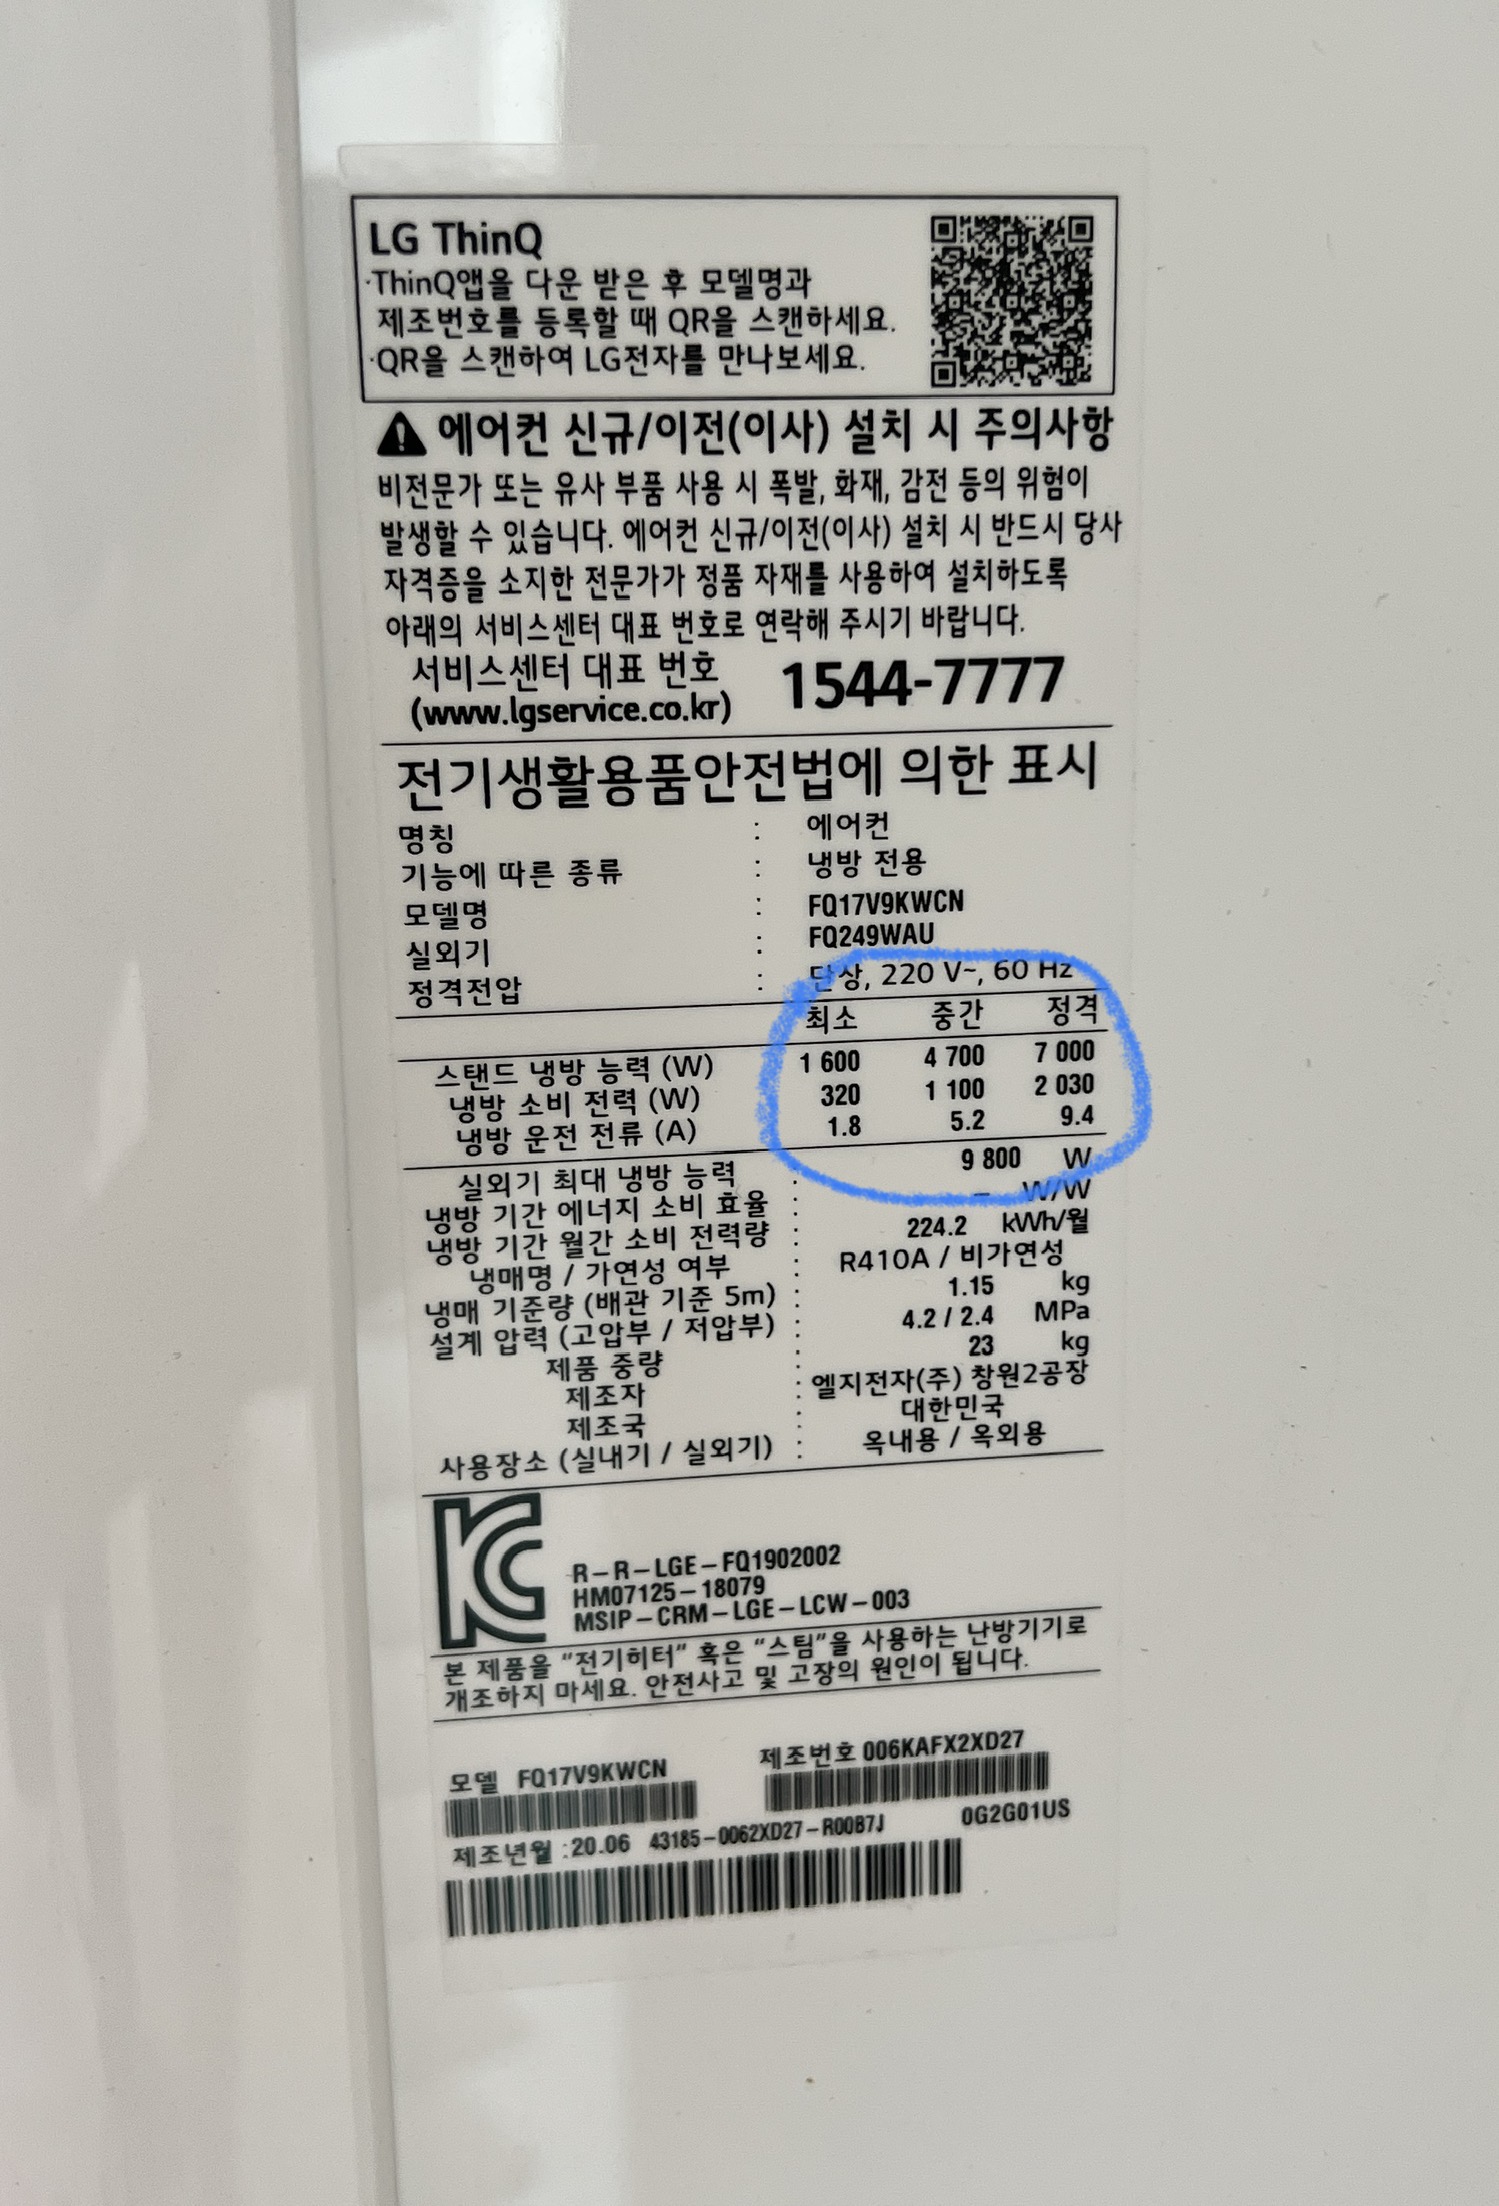 LG ThinQ
·ThinQ앱을 다운 받은 후 모델명과
제조번호를 등록할 때 QR을 스캔하세요.
·QR을 스캔하여 LG전자를 만나보세요.
에어컨 신규/이전(이사) 설치 시 주의사항
비전문가 또는 유사 부품 사용 시 폭발, 화재, 감전 등의 위험이
발생할 수 있습니다. 에어컨 신규/이전(이사) 설치 시 반드시 당사
자격증을 소지한 전문가가 정품 자재를 사용하여 설치하도록
아래의 서비스센터 대표 번호로 연락해 주시기 바랍니다.
서비스센터 대표 번호 1544-7777
(www.lgservice.co.kr)
전기생활용품안전법에 의한 표시
명칭 : 에어컨
기능에 따른 종류 : 냉방 전용
모델명 : FQ17V9KWCN
실외기 : FQ249WAU
정격전압 : 단상, 220 V~, 60 Hz
최소 중간 정격
스탠드 냉방 능력 (W) 1 600 4 700 7 000
냉방 소비 전력 (W) 320 1 100 2 030
냉방 운전 전류 (A) 1.8 5.2 9.4
실외기 최대 냉방 능력 : 9 800 W
냉방 기간 에너지 소비 효율 : – W/W
냉방 기간 월간 소비 전력량 : 224.2 kWh/월
냉매명 / 가연성 여부 : R410A / 비가연성
냉매 기준량 (배관 기준 5m) : 1.15 kg
설계 압력 (고압부 / 저압부) : 4.2 / 2.4 MPa
제품 중량 : 23 kg
제조자 : 엘지전자(주) 창원2공장
제조국 : 대한민국
사용장소 (실내기 / 실외기) : 옥내용 / 옥외용
R-R-LGE-FQ1902002
HM07125-18079
MSIP-CRM-LGE-LCW-003
본 제품을 “전기히터” 혹은 “스팀”을 사용하는 난방기기로
개조하지 마세요. 안전사고 및 고장의 원인이 됩니다.
모델 FQ17V9KWCN 제조번호 006KAFX2XD27
제조년월 :20.06 43185-0062XD27-R00B7J 0G2G01US